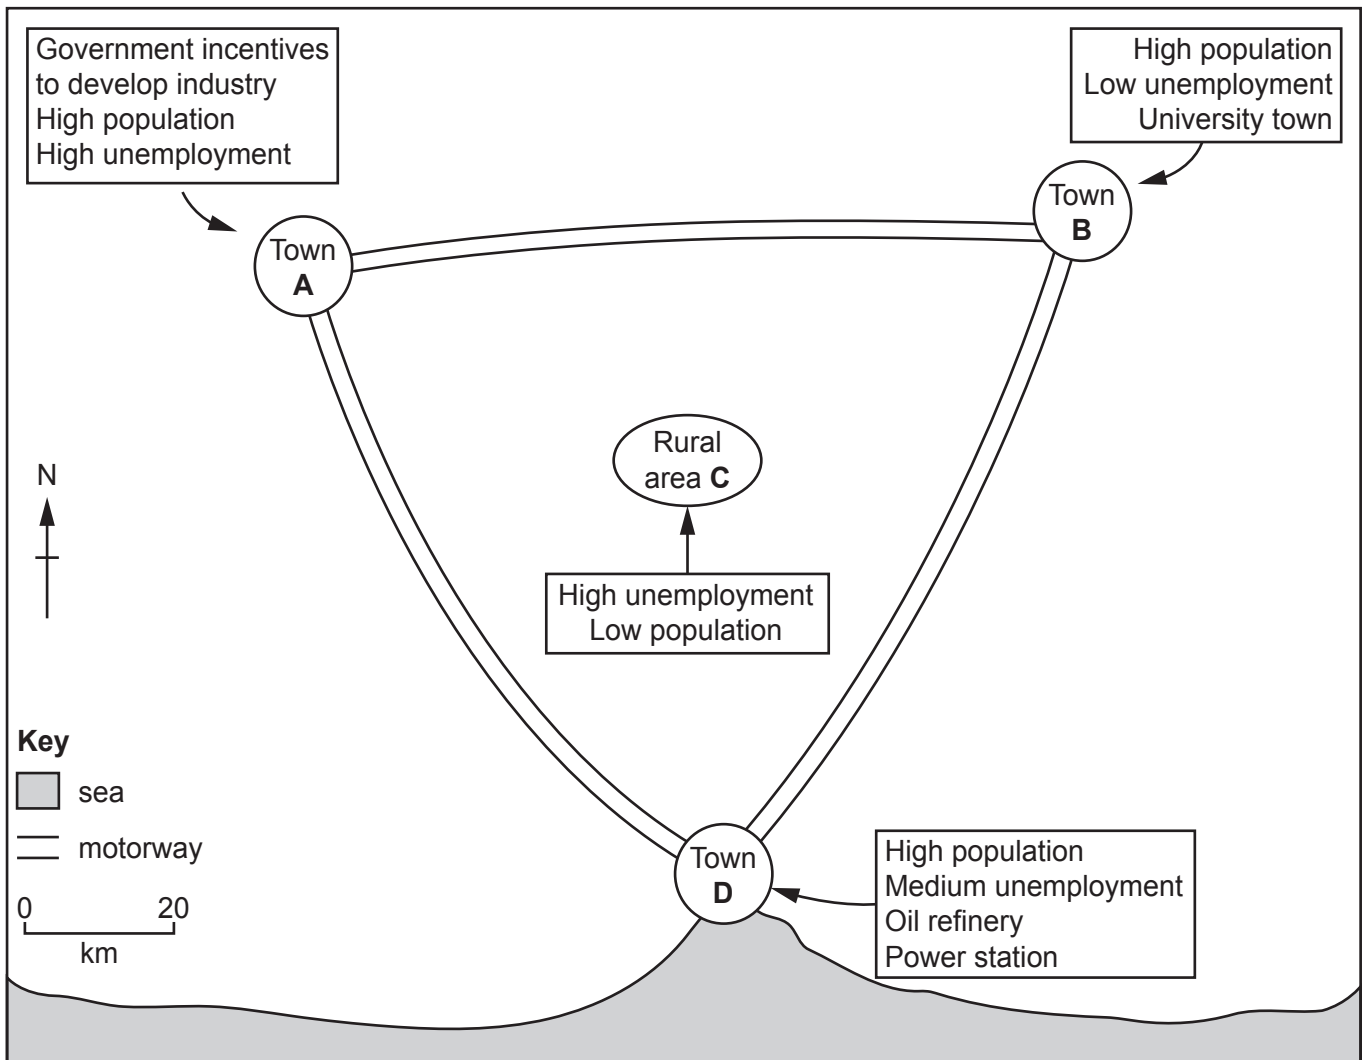 Government incentives
to develop industry
High population
High unemployment
High population
Low unemployment
University town
Town
B
Town
A
Rural
area C
N
High unemployment
Low population
Key
sea
motorway
0 20
km
Town
D
High population
Medium unemployment
Oil refinery
Power station